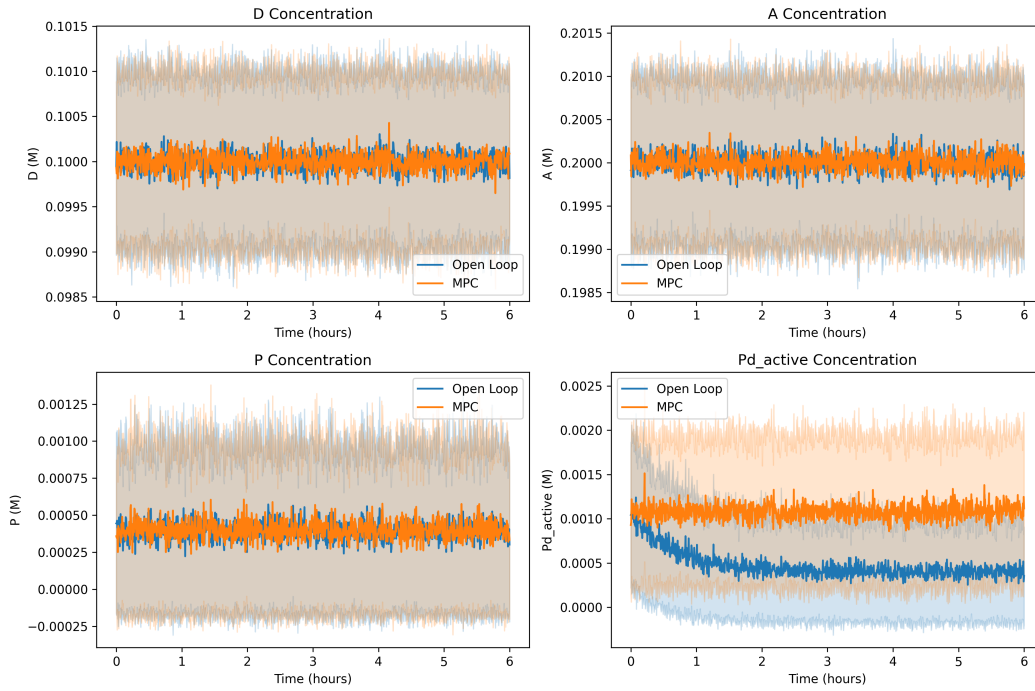 D Concentration
0.1015
0.1010
0.1005
0.1000
0.0995
0.0990
0.0985
D (M)
Open Loop
MPC
0 1 2 3 4 5 6
Time (hours)
A Concentration
0.2015
0.2010
0.2005
0.2000
0.1995
0.1990
0.1985
A (M)
Open Loop
MPC
0 1 2 3 4 5 6
Time (hours)
P Concentration
0.00125
0.00100
0.00075
0.00050
0.00025
0.00000
−0.00025
P (M)
Open Loop
MPC
0 1 2 3 4 5 6
Time (hours)
Pd_active Concentration
0.0025
0.0020
0.0015
0.0010
0.0005
0.0000
Pd_active (M)
Open Loop
MPC
0 1 2 3 4 5 6
Time (hours)